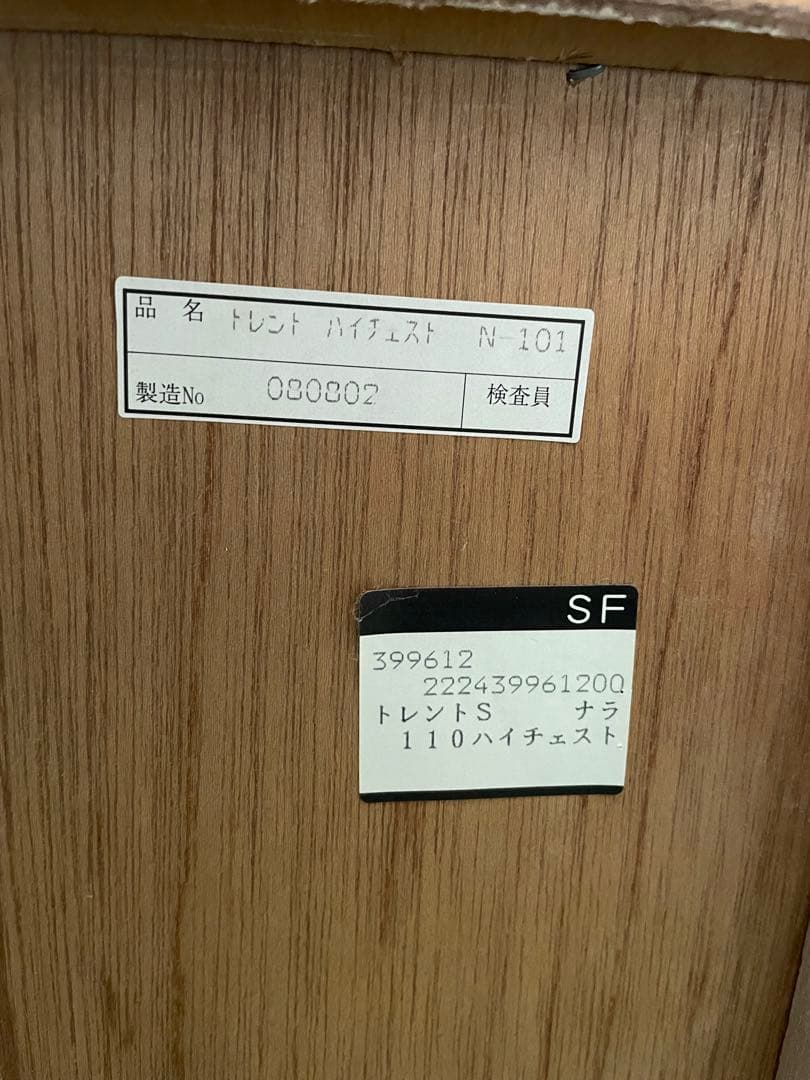 品 名 トレント ハイチェスト N-101
製造No 080802 検査員
SF
399612
222439961200
トレントS ナラ
110ハイチェスト